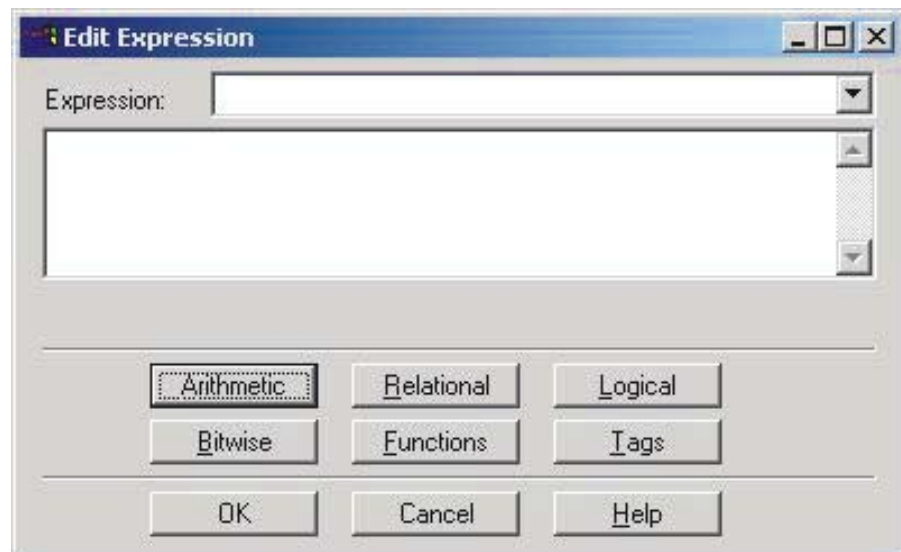 Edit Expression
Expression:
Arithmetic Relational Logical
Bitwise Functions Tags
OK Cancel Help